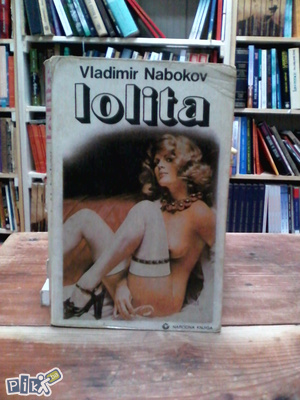 Vladimir Nabokov
lolita
NARODNA KNJIGA
pik